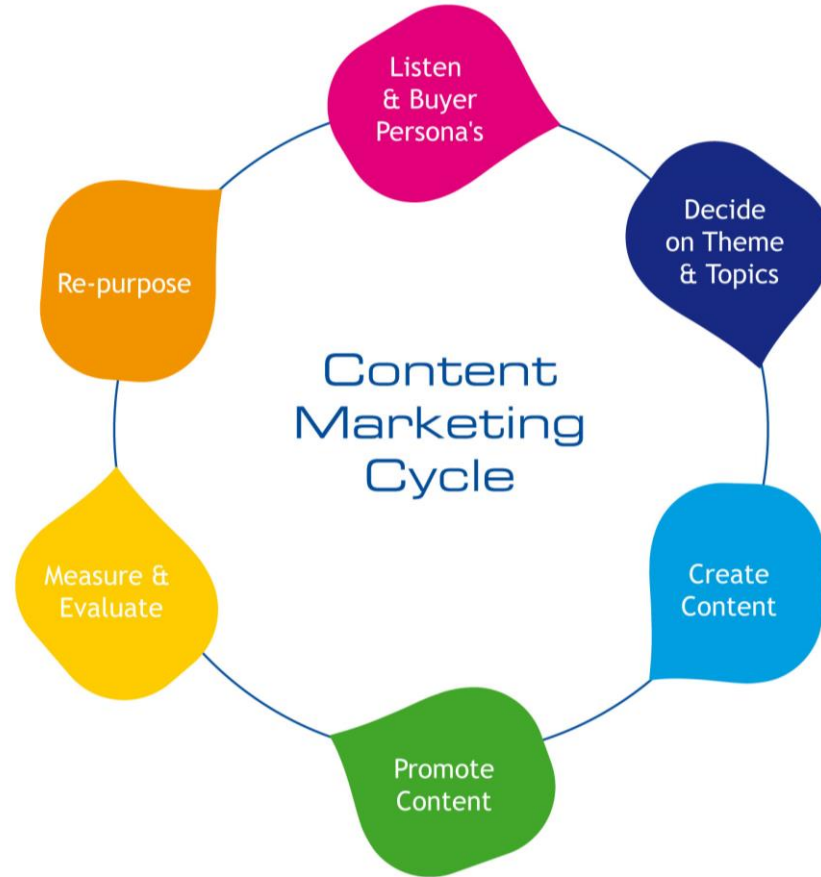 Listen
& Buyer
Persona's
Decide
on Theme
& Topics
Create
Content
Promote
Content
Measure &
Evaluate
Re-purpose
Content
Marketing
Cycle